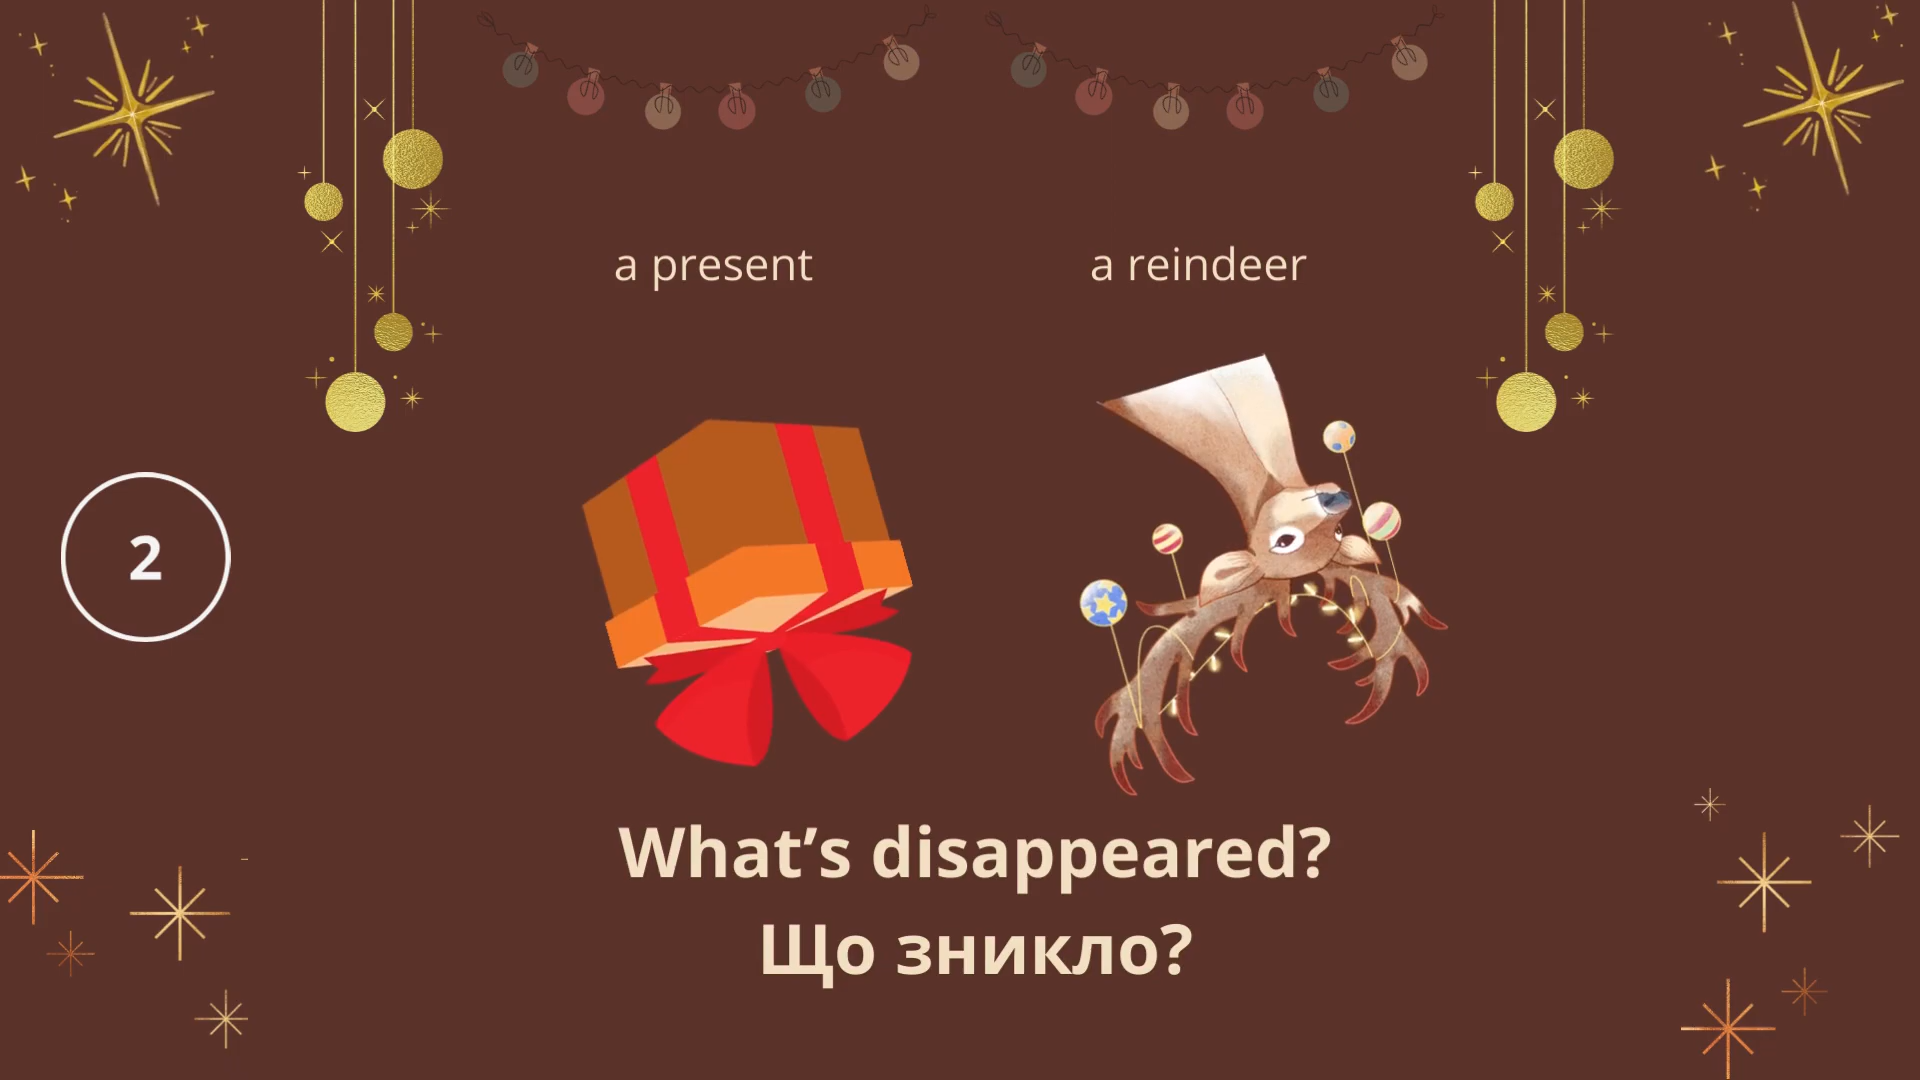 a present
a reindeer
2
What’s disappeared?
Що зникло?